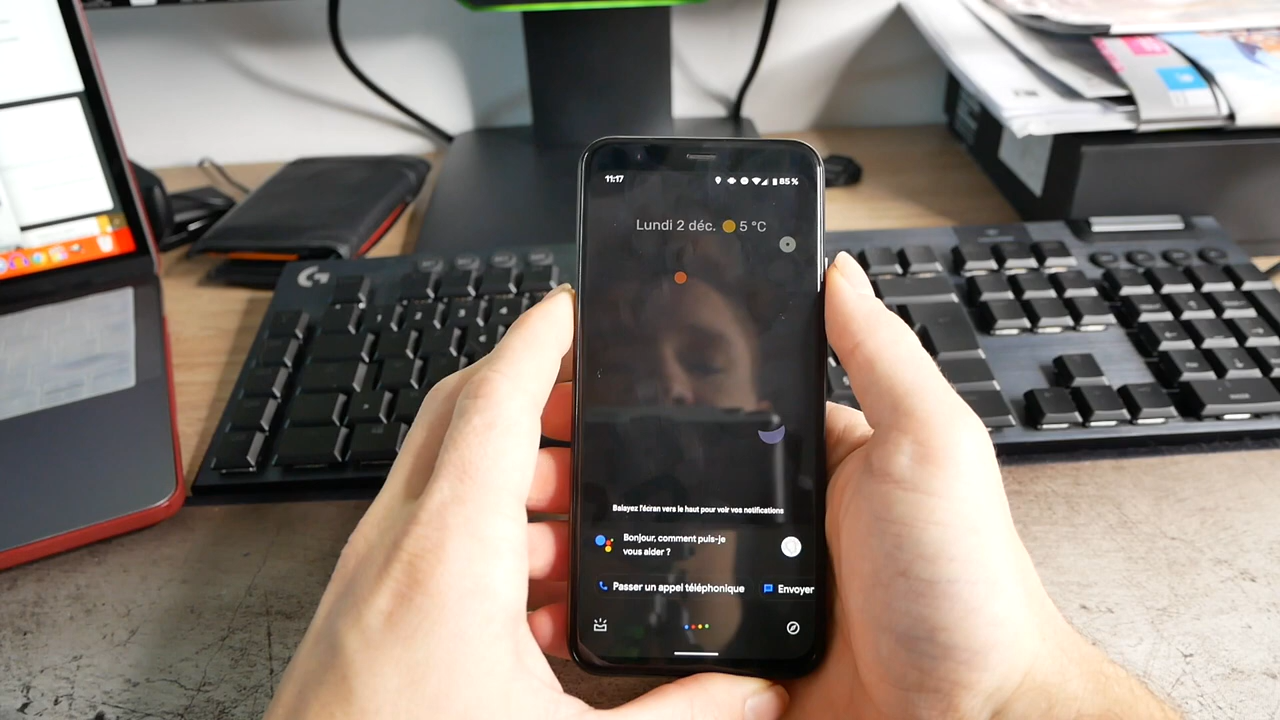 11:17
85 %
Lundi 2 déc. 5 °C
Balayez l'écran vers le haut pour voir vos notifications
Bonjour, comment puis-je
vous aider ?
Passer un appel téléphonique
Envoyer
G